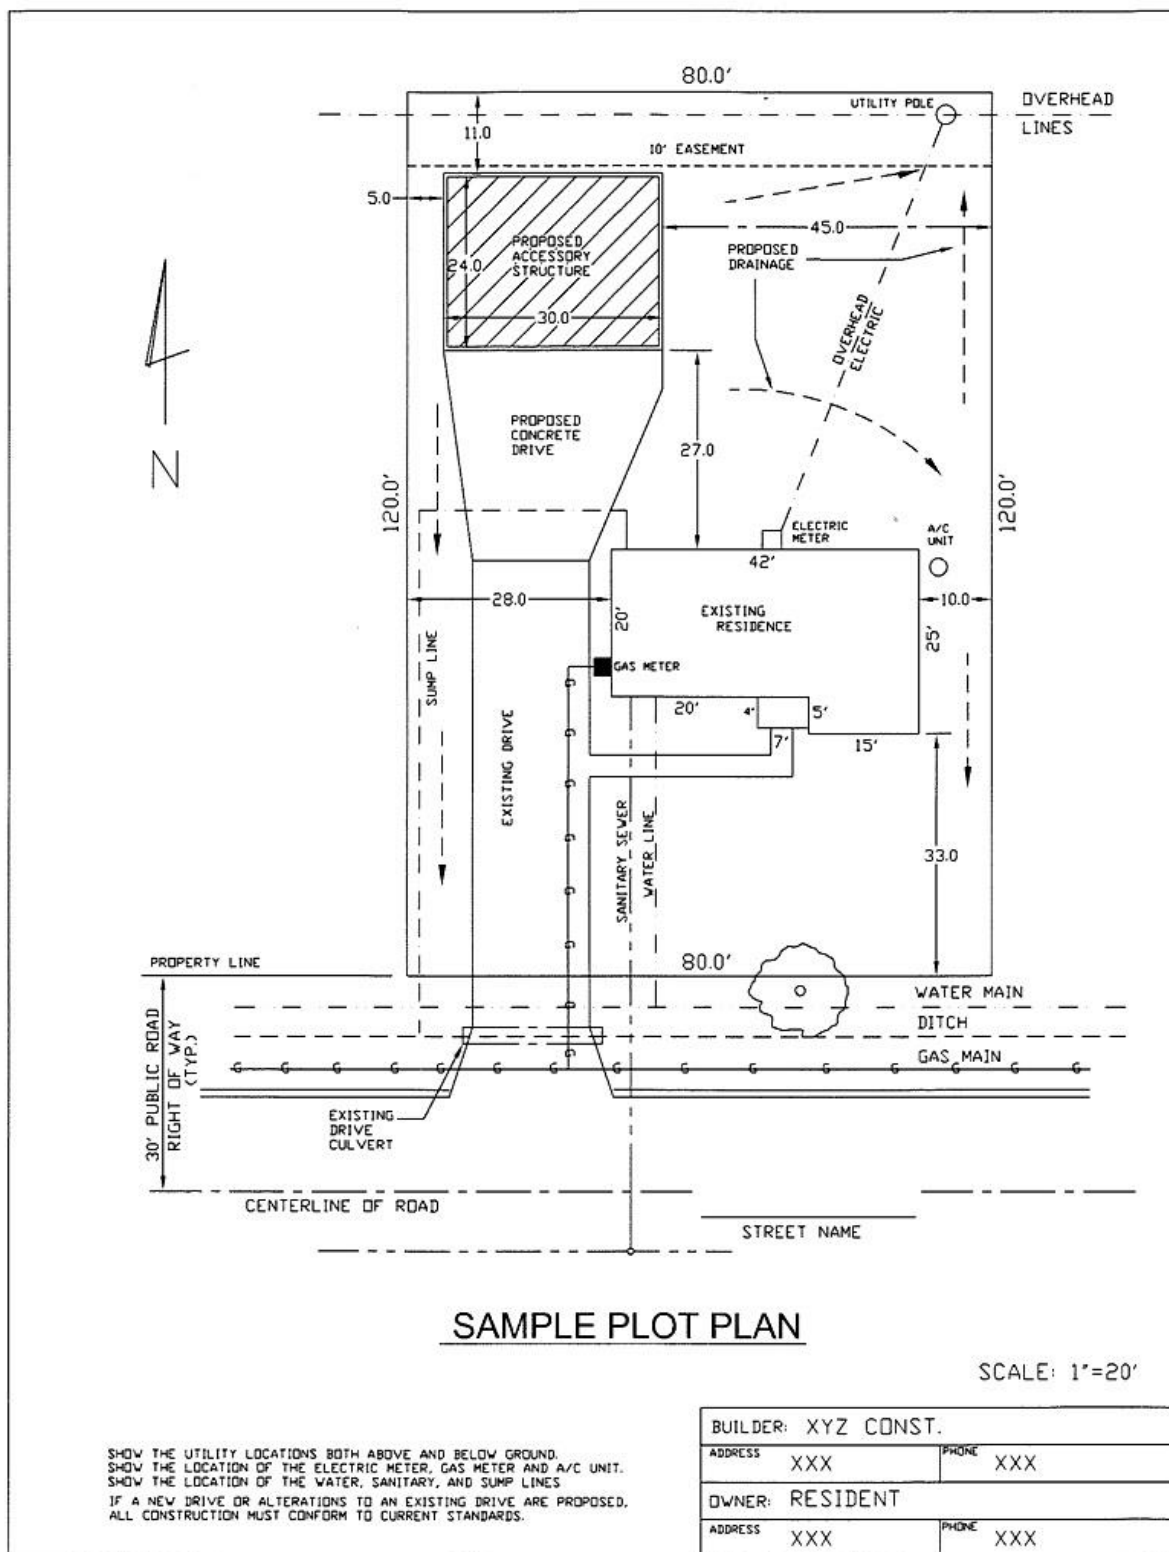 80.0'
UTILITY POLE
OVERHEAD
LINES
11.0
10' EASEMENT
5.0
45.0
PROPOSED
ACCESSORY
STRUCTURE
24.0
30.0
PROPOSED
DRAINAGE
OVERHEAD
ELECTRIC
N
PROPOSED
CONCRETE
DRIVE
27.0
120.0'
120.0'
ELECTRIC
METER
A/C
UNIT
42'
28.0
10.0
20'
EXISTING
RESIDENCE
25'
SUMP LINE
GAS METER
G
20'
4'
5'
7'
15'
G
G
EXISTING DRIVE
G
SANITARY SEWER
WATER LINE
33.0
G
G
PROPERTY LINE
80.0'
WATER MAIN
G
DITCH
30' PUBLIC ROAD
RIGHT OF WAY
(TYP.)
GAS MAIN
G
G G G G G G G G G G G G
EXISTING
DRIVE
CULVERT
CENTERLINE OF ROAD
STREET NAME
SAMPLE PLOT PLAN
SCALE: 1"=20'
SHOW THE UTILITY LOCATIONS BOTH ABOVE AND BELOW GROUND.
SHOW THE LOCATION OF THE ELECTRIC METER, GAS METER AND A/C UNIT.
SHOW THE LOCATION OF THE WATER, SANITARY, AND SUMP LINES
IF A NEW DRIVE OR ALTERATIONS TO AN EXISTING DRIVE ARE PROPOSED,
ALL CONSTRUCTION MUST CONFORM TO CURRENT STANDARDS.
BUILDER: XYZ CONST.
ADDRESS XXX PHONE XXX
OWNER: RESIDENT
ADDRESS XXX PHONE XXX